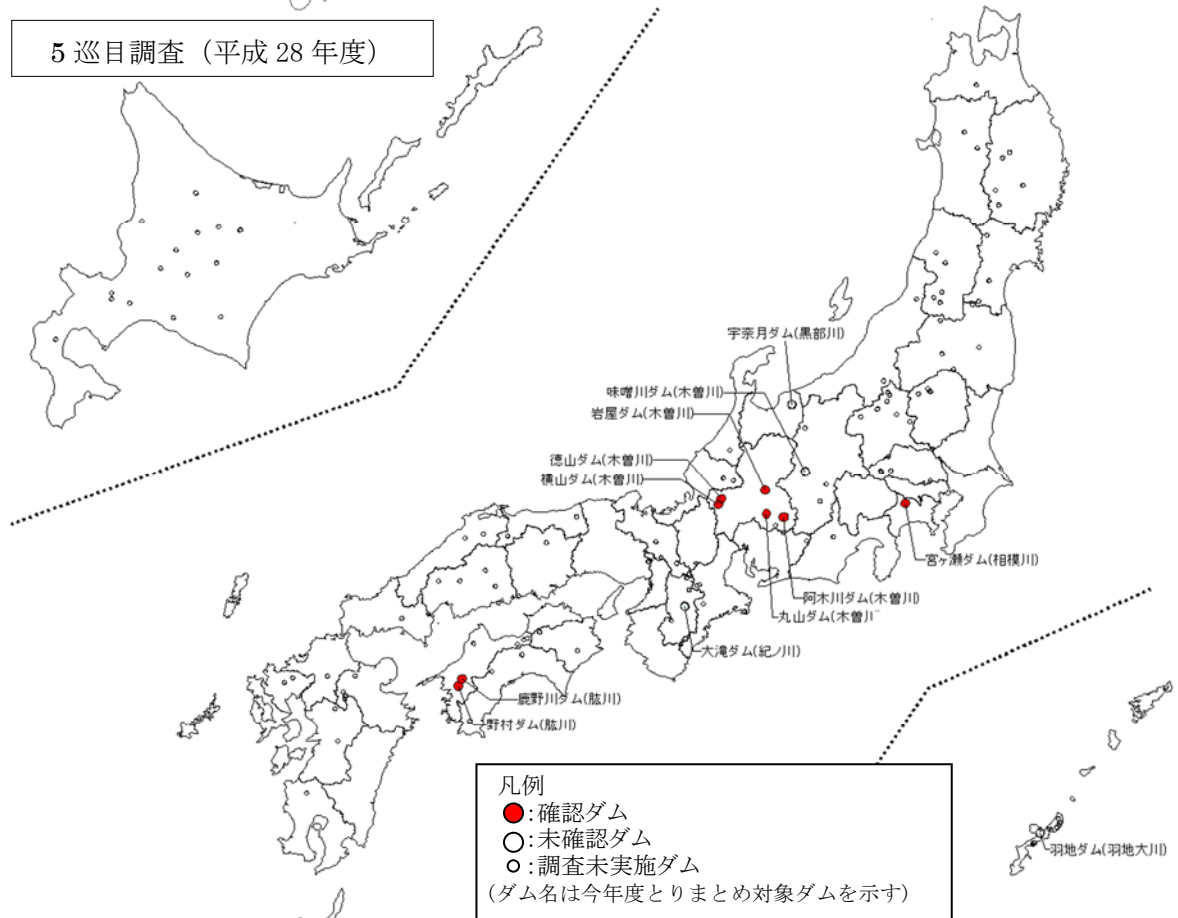 5 巡目調査（平成 28 年度）
宇奈月ダム(黒部川)
味噌川ダム(木曽川)
岩屋ダム(木曽川)
徳山ダム(木曽川)
横山ダム(木曽川)
宮ヶ瀬ダム(相模川)
阿木川ダム(木曽川)
丸山ダム(木曽川
大滝ダム(紀ノ川)
鹿野川ダム(肱川)
野村ダム(肱川)
羽地ダム(羽地大川)
凡例
:確認ダム
:未確認ダム
:調査未実施ダム
(ダム名は今年度とりまとめ対象ダムを示す)